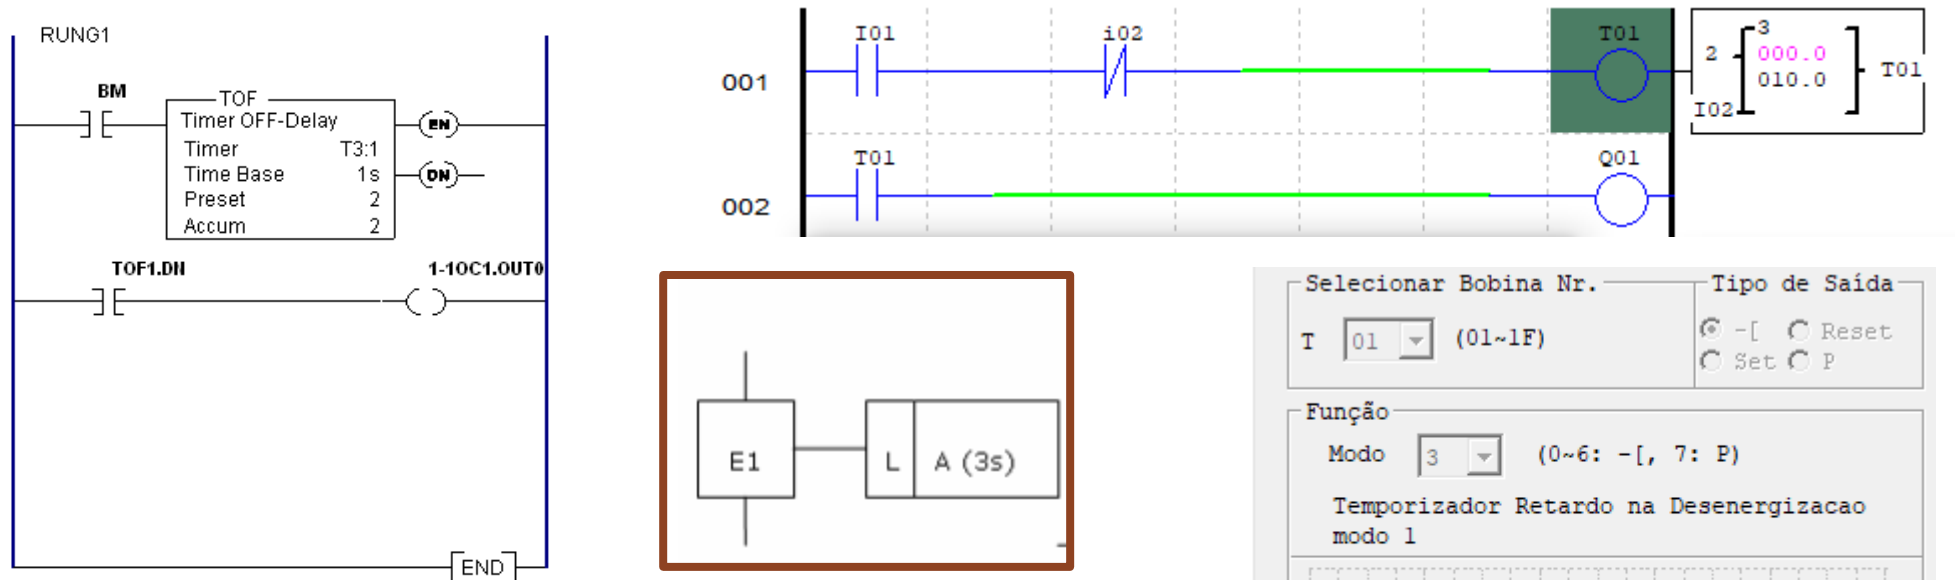 RUNG1
BM
TOF
Timer OFF-Delay
Timer T3:1
Time Base 1s
Preset 2
Accum 2
EN
DN
TOF1.DN
1-1OC1.OUT0
END
001
I01
i02
T01
2
3
000.0
010.0
I02
T01
002
T01
Q01
E1
L
A (3s)
Selecionar Bobina Nr.
T 01 (01~1F)
Tipo de Saída
-[ Reset
Set P
Função
Modo 3 (0~6: -[, 7: P)
Temporizador Retardo na Desenergizacao
modo 1